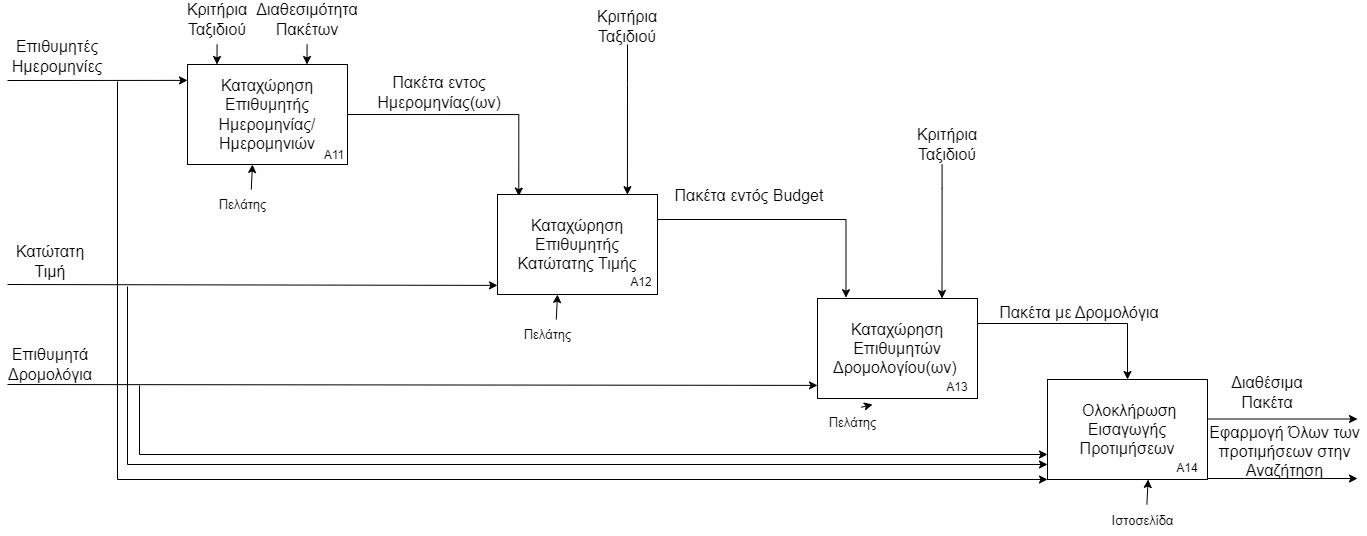 Κριτήρια
Ταξιδιού
Διαθεσιμότητα
Πακέτων
Κριτήρια
Ταξιδιού
Επιθυμητές
Ημερομηνίες
Καταχώρηση
Επιθυμητής
Ημερομηνίας/
Ημερομηνιών
A11
Πακέτα εντος
Ημερομηνίας(ων)
Κριτήρια
Ταξιδιού
Πελάτης
Πακέτα εντός Budget
Κατώτατη
Τιμή
Καταχώρηση
Επιθυμητής
Κατώτατης Τιμής
A12
Πελάτης
Πακέτα με Δρομολόγια
Επιθυμητά
Δρομολόγια
Καταχώρηση
Επιθυμητών
Δρομολογίου(ων)
A13
Πελάτης
Διαθέσιμα
Πακέτα
Ολοκλήρωση
Εισαγωγής
Προτιμήσεων
A14
Εφαρμογή Όλων των
προτιμήσεων στην
Αναζήτηση
Ιστοσελίδα